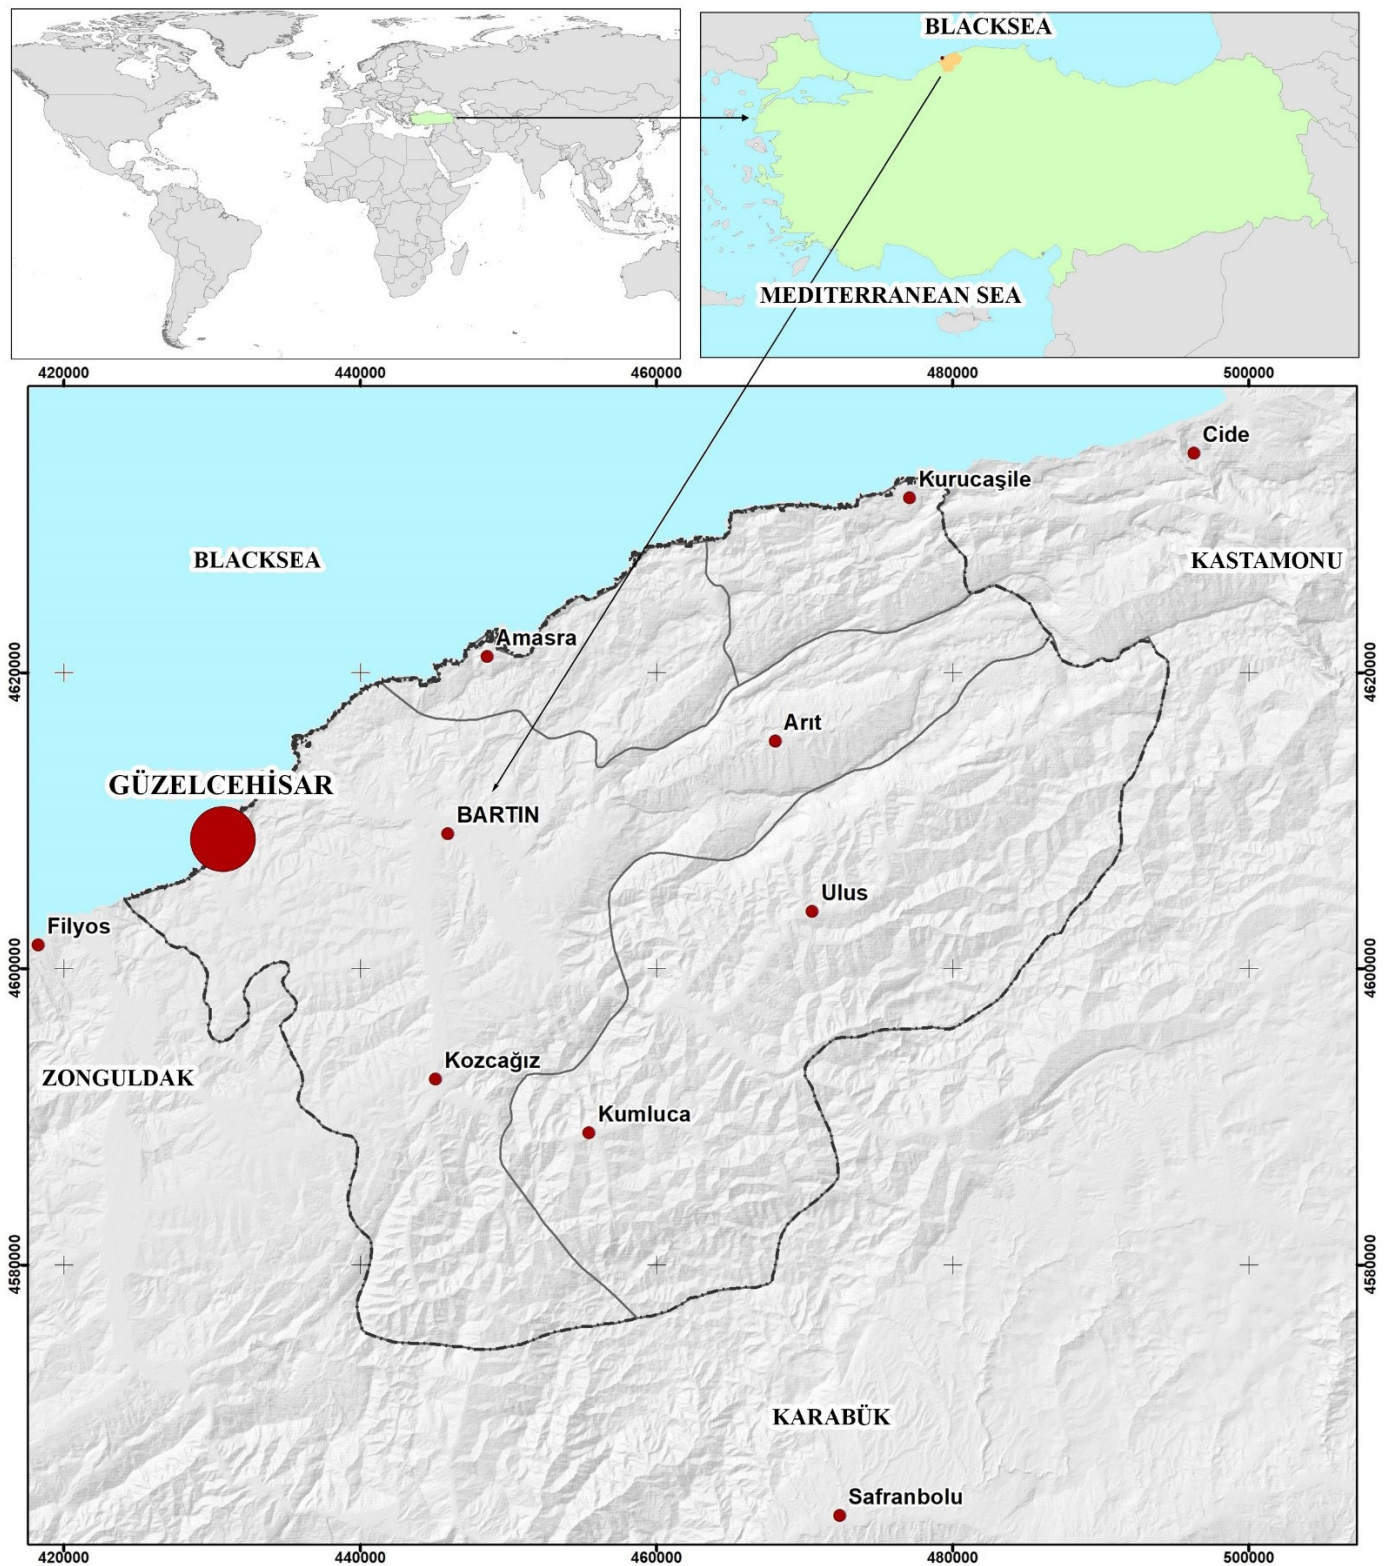 BLACKSEA
MEDITERRANEAN SEA
420000 440000 460000 480000 500000
Cide
Kurucaşile
BLACKSEA
KASTAMONU
Amasra
4620000 4620000
Arıt
GÜZELCEHİSAR
BARTIN
Ulus
Filyos
4600000 4600000
Kozcağız
ZONGULDAK
Kumluca
4580000 4580000
KARABÜK
Safranbolu
420000 440000 460000 480000 500000